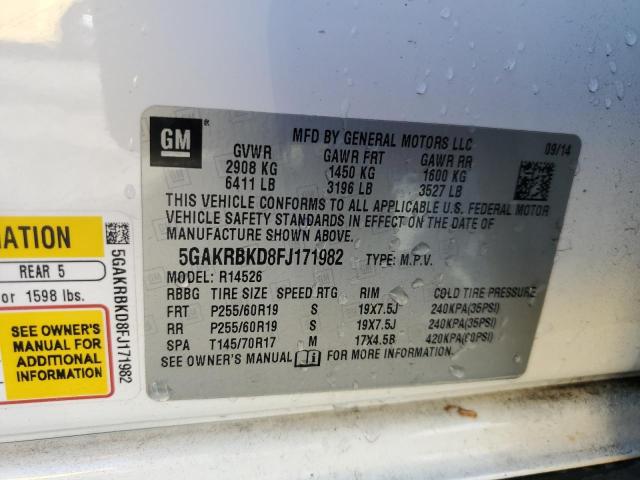 GM
MFD BY GENERAL MOTORS LLC
09/14
GVWR GAWR FRT GAWR RR
2908 KG 1450 KG 1600 KG
6411 LB 3196 LB 3527 LB
THIS VEHICLE CONFORMS TO ALL APPLICABLE U.S. FEDERAL MOTOR
VEHICLE SAFETY STANDARDS IN EFFECT ON THE DATE OF
MANUFACTURE SHOWN ABOVE.
5GAKRBKD8FJ171982 TYPE: M.P.V.
MODEL: R14526
RBBG TIRE SIZE SPEED RTG RIM COLD TIRE PRESSURE
FRT P255/60R19 S 19X7.5J 240KPA(35PSI)
RR P255/60R19 S 19X7.5J 240KPA(35PSI)
SPA T145/70R17 M 17X4.5B 420KPA(60PSI)
SEE OWNER'S MANUAL FOR MORE INFORMATION.
MATION
REAR 5
or 1598 lbs.
SEE OWNER'S
MANUAL FOR
ADDITIONAL
INFORMATION
5GAKRBKD8FJ171982